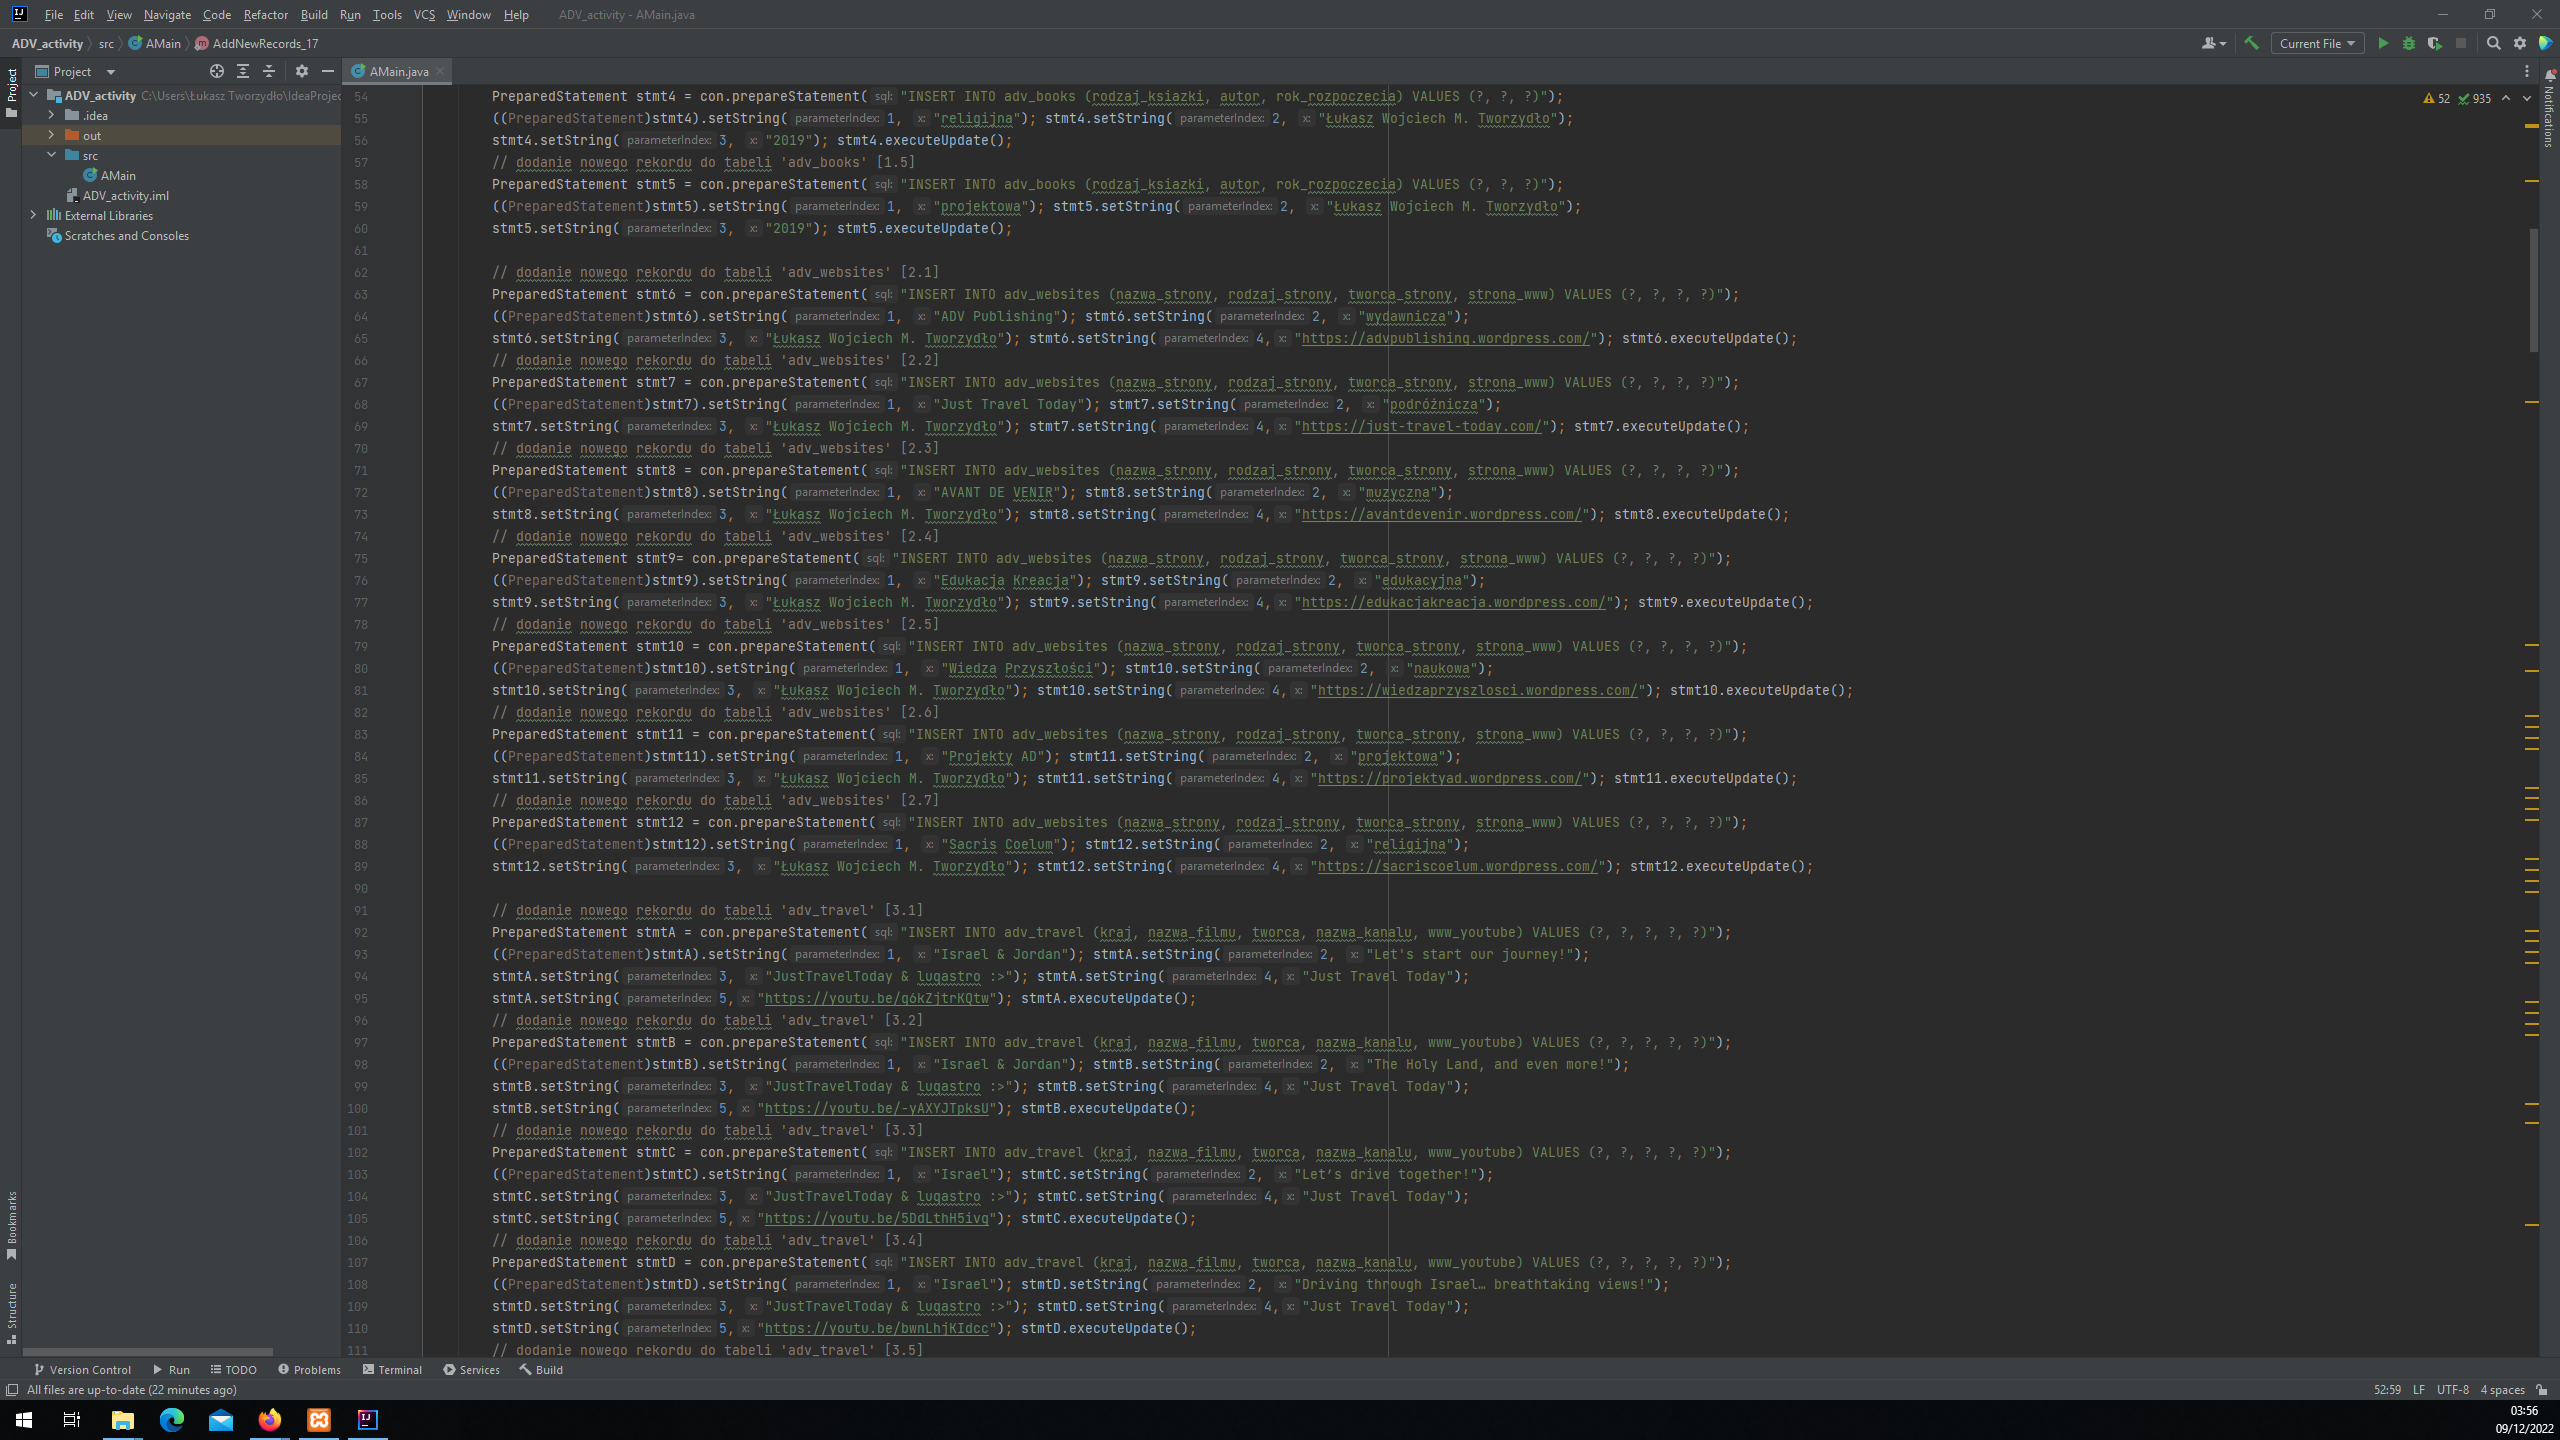 File Edit View Navigate Code Refactor Build Run Tools VCS Window Help ADV_activity - AMain.java
ADV_activity src AMain AddNewRecords_17 Current File
Project AMain.java
Project
ADV_activity C:\Users\Łukasz Tworzydło\IdeaProjec
.idea
out
src
AMain
ADV_activity.iml
External Libraries
Scratches and Consoles
Bookmarks
Structure
Notifications
52 935
54 PreparedStatement stmt4 = con.prepareStatement( sql: "INSERT INTO adv_books (rodzaj_ksiazki, autor, rok_rozpoczecia) VALUES (?, ?, ?)");
55 ((PreparedStatement)stmt4).setString( parameterIndex: 1, x: "religijna"); stmt4.setString( parameterIndex: 2, x: "Łukasz Wojciech M. Tworzydło");
56 stmt4.setString( parameterIndex: 3, x: "2019"); stmt4.executeUpdate();
57 // dodanie nowego rekordu do tabeli 'adv_books' [1.5]
58 PreparedStatement stmt5 = con.prepareStatement( sql: "INSERT INTO adv_books (rodzaj_ksiazki, autor, rok_rozpoczecia) VALUES (?, ?, ?)");
59 ((PreparedStatement)stmt5).setString( parameterIndex: 1, x: "projektowa"); stmt5.setString( parameterIndex: 2, x: "Łukasz Wojciech M. Tworzydło");
60 stmt5.setString( parameterIndex: 3, x: "2019"); stmt5.executeUpdate();
61
62 // dodanie nowego rekordu do tabeli 'adv_websites' [2.1]
63 PreparedStatement stmt6 = con.prepareStatement( sql: "INSERT INTO adv_websites (nazwa_strony, rodzaj_strony, tworca_strony, strona_www) VALUES (?, ?, ?, ?)");
64 ((PreparedStatement)stmt6).setString( parameterIndex: 1, x: "ADV Publishing"); stmt6.setString( parameterIndex: 2, x: "wydawnicza");
65 stmt6.setString( parameterIndex: 3, x: "Łukasz Wojciech M. Tworzydło"); stmt6.setString( parameterIndex: 4, x: "https://advpublishing.wordpress.com/"); stmt6.executeUpdate();
66 // dodanie nowego rekordu do tabeli 'adv_websites' [2.2]
67 PreparedStatement stmt7 = con.prepareStatement( sql: "INSERT INTO adv_websites (nazwa_strony, rodzaj_strony, tworca_strony, strona_www) VALUES (?, ?, ?, ?)");
68 ((PreparedStatement)stmt7).setString( parameterIndex: 1, x: "Just Travel Today"); stmt7.setString( parameterIndex: 2, x: "podróżnicza");
69 stmt7.setString( parameterIndex: 3, x: "Łukasz Wojciech M. Tworzydło"); stmt7.setString( parameterIndex: 4, x: "https://just-travel-today.com/"); stmt7.executeUpdate();
70 // dodanie nowego rekordu do tabeli 'adv_websites' [2.3]
71 PreparedStatement stmt8 = con.prepareStatement( sql: "INSERT INTO adv_websites (nazwa_strony, rodzaj_strony, tworca_strony, strona_www) VALUES (?, ?, ?, ?)");
72 ((PreparedStatement)stmt8).setString( parameterIndex: 1, x: "AVANT DE VENIR"); stmt8.setString( parameterIndex: 2, x: "muzyczna");
73 stmt8.setString( parameterIndex: 3, x: "Łukasz Wojciech M. Tworzydło"); stmt8.setString( parameterIndex: 4, x: "https://avantdevenir.wordpress.com/"); stmt8.executeUpdate();
74 // dodanie nowego rekordu do tabeli 'adv_websites' [2.4]
75 PreparedStatement stmt9= con.prepareStatement( sql: "INSERT INTO adv_websites (nazwa_strony, rodzaj_strony, tworca_strony, strona_www) VALUES (?, ?, ?, ?)");
76 ((PreparedStatement)stmt9).setString( parameterIndex: 1, x: "Edukacja Kreacja"); stmt9.setString( parameterIndex: 2, x: "edukacyjna");
77 stmt9.setString( parameterIndex: 3, x: "Łukasz Wojciech M. Tworzydło"); stmt9.setString( parameterIndex: 4, x: "https://edukacjakreacja.wordpress.com/"); stmt9.executeUpdate();
78 // dodanie nowego rekordu do tabeli 'adv_websites' [2.5]
79 PreparedStatement stmt10 = con.prepareStatement( sql: "INSERT INTO adv_websites (nazwa_strony, rodzaj_strony, tworca_strony, strona_www) VALUES (?, ?, ?, ?)");
80 ((PreparedStatement)stmt10).setString( parameterIndex: 1, x: "Wiedza Przyszłości"); stmt10.setString( parameterIndex: 2, x: "naukowa");
81 stmt10.setString( parameterIndex: 3, x: "Łukasz Wojciech M. Tworzydło"); stmt10.setString( parameterIndex: 4, x: "https://wiedzaprzyszlosci.wordpress.com/"); stmt10.executeUpdate();
82 // dodanie nowego rekordu do tabeli 'adv_websites' [2.6]
83 PreparedStatement stmt11 = con.prepareStatement( sql: "INSERT INTO adv_websites (nazwa_strony, rodzaj_strony, tworca_strony, strona_www) VALUES (?, ?, ?, ?)");
84 ((PreparedStatement)stmt11).setString( parameterIndex: 1, x: "Projekty AD"); stmt11.setString( parameterIndex: 2, x: "projektowa");
85 stmt11.setString( parameterIndex: 3, x: "Łukasz Wojciech M. Tworzydło"); stmt11.setString( parameterIndex: 4, x: "https://projektyad.wordpress.com/"); stmt11.executeUpdate();
86 // dodanie nowego rekordu do tabeli 'adv_websites' [2.7]
87 PreparedStatement stmt12 = con.prepareStatement( sql: "INSERT INTO adv_websites (nazwa_strony, rodzaj_strony, tworca_strony, strona_www) VALUES (?, ?, ?, ?)");
88 ((PreparedStatement)stmt12).setString( parameterIndex: 1, x: "Sacris Coelum"); stmt12.setString( parameterIndex: 2, x: "religijna");
89 stmt12.setString( parameterIndex: 3, x: "Łukasz Wojciech M. Tworzydło"); stmt12.setString( parameterIndex: 4, x: "https://sacriscoelum.wordpress.com/"); stmt12.executeUpdate();
90
91 // dodanie nowego rekordu do tabeli 'adv_travel' [3.1]
92 PreparedStatement stmtA = con.prepareStatement( sql: "INSERT INTO adv_travel (kraj, nazwa_filmu, tworca, nazwa_kanalu, www_youtube) VALUES (?, ?, ?, ?, ?)");
93 ((PreparedStatement)stmtA).setString( parameterIndex: 1, x: "Israel & Jordan"); stmtA.setString( parameterIndex: 2, x: "Let's start our journey!");
94 stmtA.setString( parameterIndex: 3, x: "JustTravelToday & luqastro :>"); stmtA.setString( parameterIndex: 4, x: "Just Travel Today");
95 stmtA.setString( parameterIndex: 5, x: "https://youtu.be/q6kZjtrKQtw"); stmtA.executeUpdate();
96 // dodanie nowego rekordu do tabeli 'adv_travel' [3.2]
97 PreparedStatement stmtB = con.prepareStatement( sql: "INSERT INTO adv_travel (kraj, nazwa_filmu, tworca, nazwa_kanalu, www_youtube) VALUES (?, ?, ?, ?, ?)");
98 ((PreparedStatement)stmtB).setString( parameterIndex: 1, x: "Israel & Jordan"); stmtB.setString( parameterIndex: 2, x: "The Holy Land, and even more!");
99 stmtB.setString( parameterIndex: 3, x: "JustTravelToday & luqastro :>"); stmtB.setString( parameterIndex: 4, x: "Just Travel Today");
100 stmtB.setString( parameterIndex: 5, x: "https://youtu.be/-yAXYJTpksU"); stmtB.executeUpdate();
101 // dodanie nowego rekordu do tabeli 'adv_travel' [3.3]
102 PreparedStatement stmtC = con.prepareStatement( sql: "INSERT INTO adv_travel (kraj, nazwa_filmu, tworca, nazwa_kanalu, www_youtube) VALUES (?, ?, ?, ?, ?)");
103 ((PreparedStatement)stmtC).setString( parameterIndex: 1, x: "Israel"); stmtC.setString( parameterIndex: 2, x: "Let’s drive together!");
104 stmtC.setString( parameterIndex: 3, x: "JustTravelToday & luqastro :>"); stmtC.setString( parameterIndex: 4, x: "Just Travel Today");
105 stmtC.setString( parameterIndex: 5, x: "https://youtu.be/5DdLthH5ivg"); stmtC.executeUpdate();
106 // dodanie nowego rekordu do tabeli 'adv_travel' [3.4]
107 PreparedStatement stmtD = con.prepareStatement( sql: "INSERT INTO adv_travel (kraj, nazwa_filmu, tworca, nazwa_kanalu, www_youtube) VALUES (?, ?, ?, ?, ?)");
108 ((PreparedStatement)stmtD).setString( parameterIndex: 1, x: "Israel"); stmtD.setString( parameterIndex: 2, x: "Driving through Israel… breathtaking views!");
109 stmtD.setString( parameterIndex: 3, x: "JustTravelToday & luqastro :>"); stmtD.setString( parameterIndex: 4, x: "Just Travel Today");
110 stmtD.setString( parameterIndex: 5, x: "https://youtu.be/bwnLhjKIdcc"); stmtD.executeUpdate();
111 // dodanie nowego rekordu do tabeli 'adv_travel' [3.5]
Version Control Run TODO Problems Terminal Services Build
All files are up-to-date (22 minutes ago) 52:59 LF UTF-8 4 spaces
03:56
09/12/2022